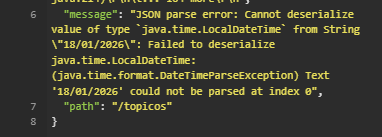 6 "message": "JSON parse error: Cannot deserialize
value of type `java.time.LocalDateTime` from String
\"18/01/2026\": Failed to deserialize
java.time.LocalDateTime:
(java.time.format.DateTimeParseException) Text
'18/01/2026' could not be parsed at index 0",
7 "path": "/topicos"
8 }